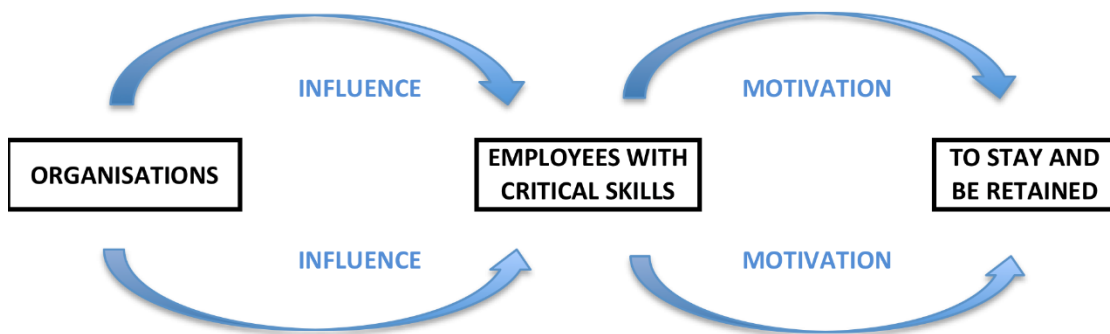 INFLUENCE
MOTIVATION
ORGANISATIONS
EMPLOYEES WITH
CRITICAL SKILLS
TO STAY AND
BE RETAINED
INFLUENCE
MOTIVATION